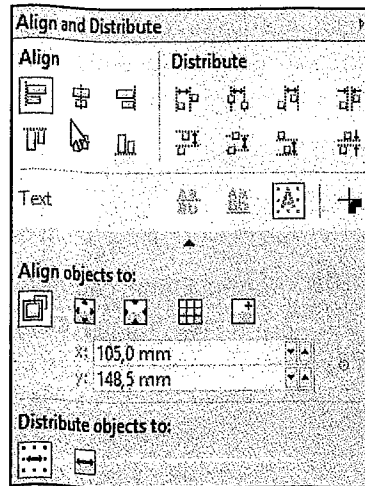 Align and Distribute
Align Distribute
Text
Align objects to:
x: 105,0 mm
y: 148,5 mm
Distribute objects to: